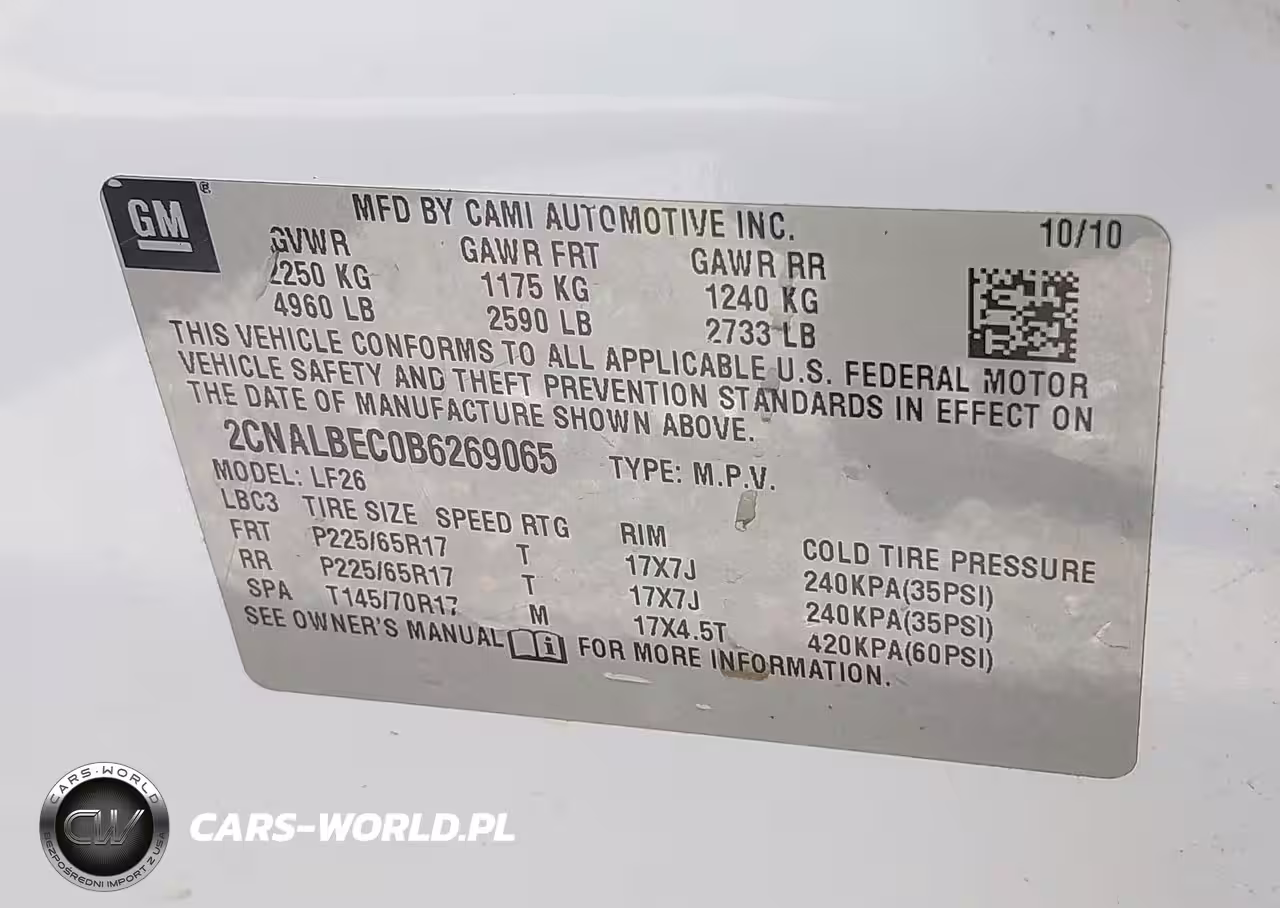 GM ®
MFD BY CAMI AUTOMOTIVE INC. 10/10
GVWR GAWR FRT GAWR RR
2250 KG 1175 KG 1240 KG
4960 LB 2590 LB 2733 LB
THIS VEHICLE CONFORMS TO ALL APPLICABLE U.S. FEDERAL MOTOR
VEHICLE SAFETY AND THEFT PREVENTION STANDARDS IN EFFECT ON
THE DATE OF MANUFACTURE SHOWN ABOVE.
2CNALBEC0B6269065 TYPE: M.P.V.
MODEL: LF26
LBC3 TIRE SIZE SPEED RTG RIM COLD TIRE PRESSURE
FRT P225/65R17 T 17X7J 240KPA(35PSI)
RR P225/65R17 T 17X7J 240KPA(35PSI)
SPA T145/70R17 M 17X4.5T 420KPA(60PSI)
SEE OWNER'S MANUAL i FOR MORE INFORMATION.
CARS-WORLD
CW
BEZPOŚREDNI IMPORT Z USA
CARS-WORLD.PL